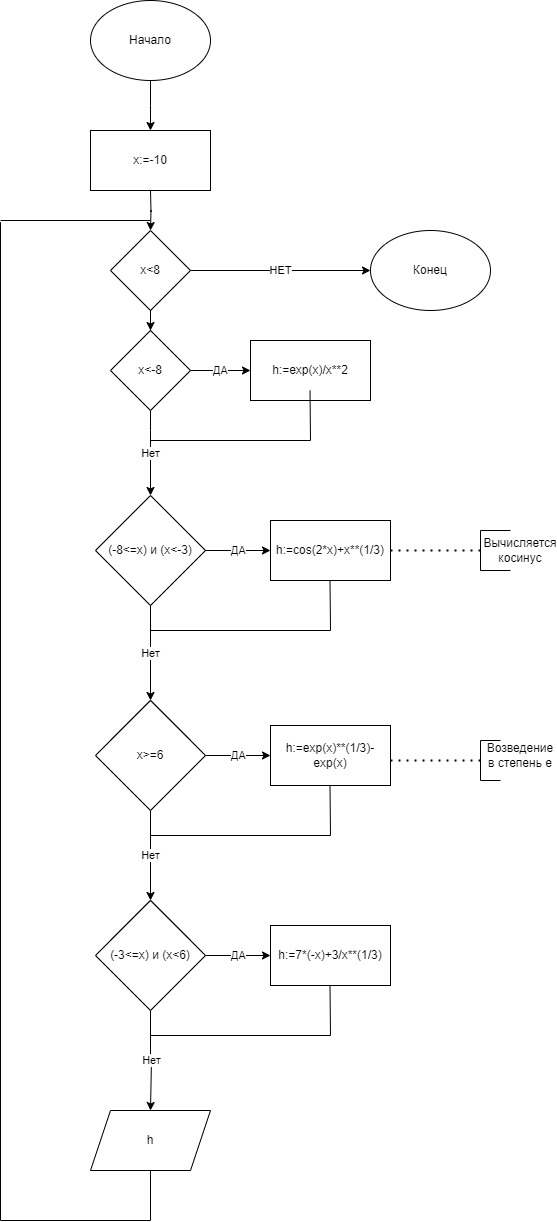 Начало
x:=-10
x<8
НЕТ
Конец
x<-8
ДА
h:=exp(x)/x**2
Нет
(-8<=x) и (x<-3)
ДА
h:=cos(2*x)+x**(1/3)
Вычисляется
косинус
Нет
x>=6
ДА
h:=exp(x)**(1/3)-
exp(x)
Возведение
в степень e
Нет
(-3<=x) и (x<6)
ДА
h:=7*(-x)+3/x**(1/3)
Нет
h